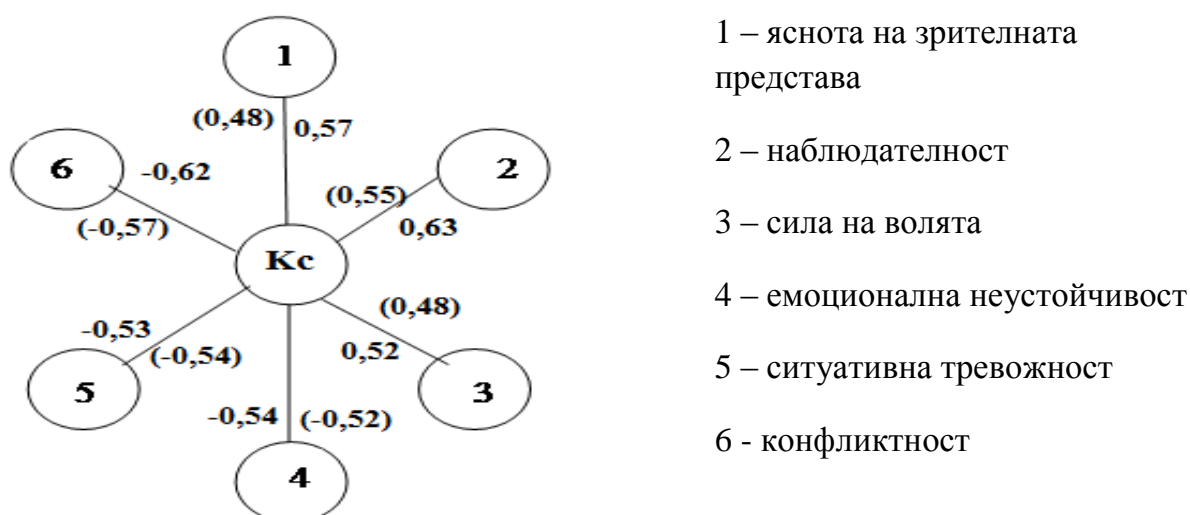 1
(0,48) 0,57
6
-0,62
(-0,57)
2
(0,55)
0,63
Кс
-0,53
(-0,54)
5
(0,48)
0,52
3
-0,54 (-0,52)
4
1 – яснота на зрителната
представа
2 – наблюдателност
3 – сила на волята
4 – емоционална неустойчивост
5 – ситуативна тревожност
6 - конфликтност